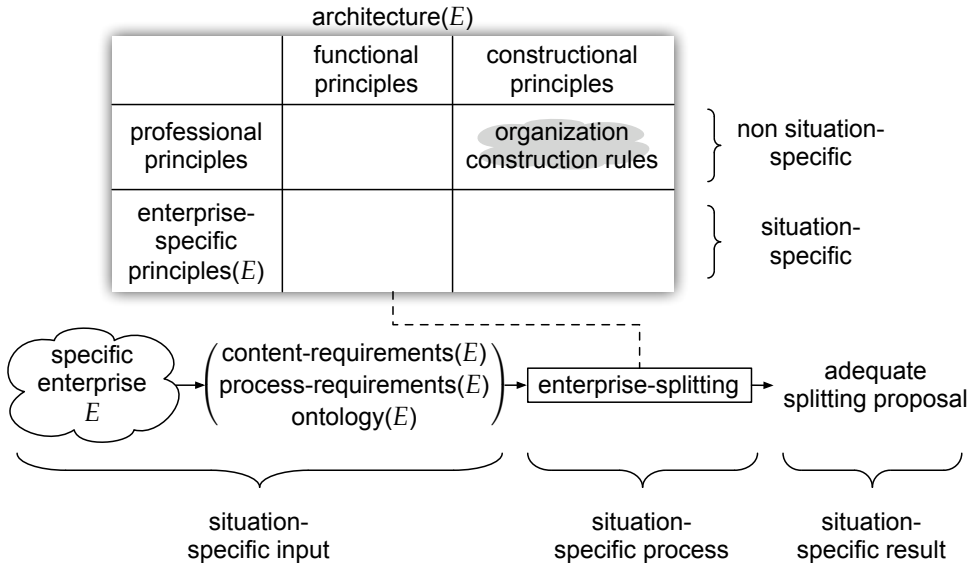 architecture(E)
functional
principles
constructional
principles
professional
principles
organization
construction rules
non situation-
specific
enterprise-
specific
principles(E)
situation-
specific
specific
enterprise
E
content-requirements(E)
process-requirements(E)
ontology(E)
enterprise-splitting
adequate
splitting proposal
situation-
specific input
situation-
specific process
situation-
specific result